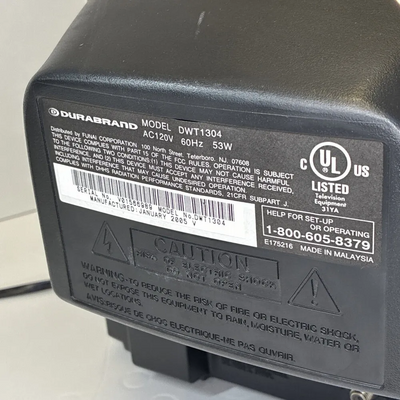 DURABRAND MODEL DWT1304
AC120V 60Hz 53W
Distributed by FUNAI CORPORATION 100 North Street, Teterboro, NJ, 07608
THIS DEVICE COMPLIES WITH PART 15 OF THE FCC RULES. OPERATION IS SUBJECT TO
THE FOLLOWING TWO CONDITIONS: (1) THIS DEVICE MAY NOT CAUSE HARMFUL
INTERFERENCE, AND (2) THIS DEVICE MUST ACCEPT ANY INTERFERENCE
RECEIVED, INCLUDING INTERFERENCE THAT MAY CAUSE UNDESIRED OPERATION.
COMPLIES WITH DHHS RADIATION PERFORMANCE STANDARDS, 21CFR SUBPART J.
SERIAL No. MODEL No. DWT1304
MANUFACTURED: JANUARY 2005 V
C UL US
LISTED
Television
Equipment
31YA
HELP FOR SET-UP
OR OPERATING
1-800-605-8379
E175216 MADE IN MALAYSIA
CAUTION
RISK OF ELECTRIC SHOCK
DO NOT OPEN
WARNING: TO REDUCE THE RISK OF FIRE OR ELECTRIC SHOCK,
DO NOT EXPOSE THIS EQUIPMENT TO RAIN, MOISTURE, WATER OR
WET LOCATIONS.
AVIS: RISQUE DE CHOC ELECTRIQUE-NE PAS OUVRIR